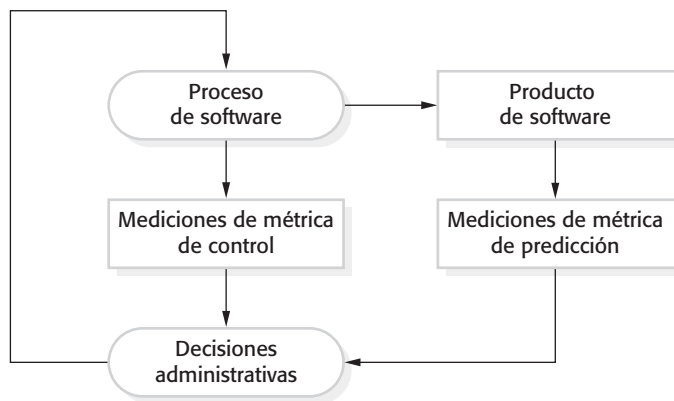 Proceso
de software
Producto
de software
Mediciones de métrica
de control
Mediciones de métrica
de predicción
Decisiones
administrativas